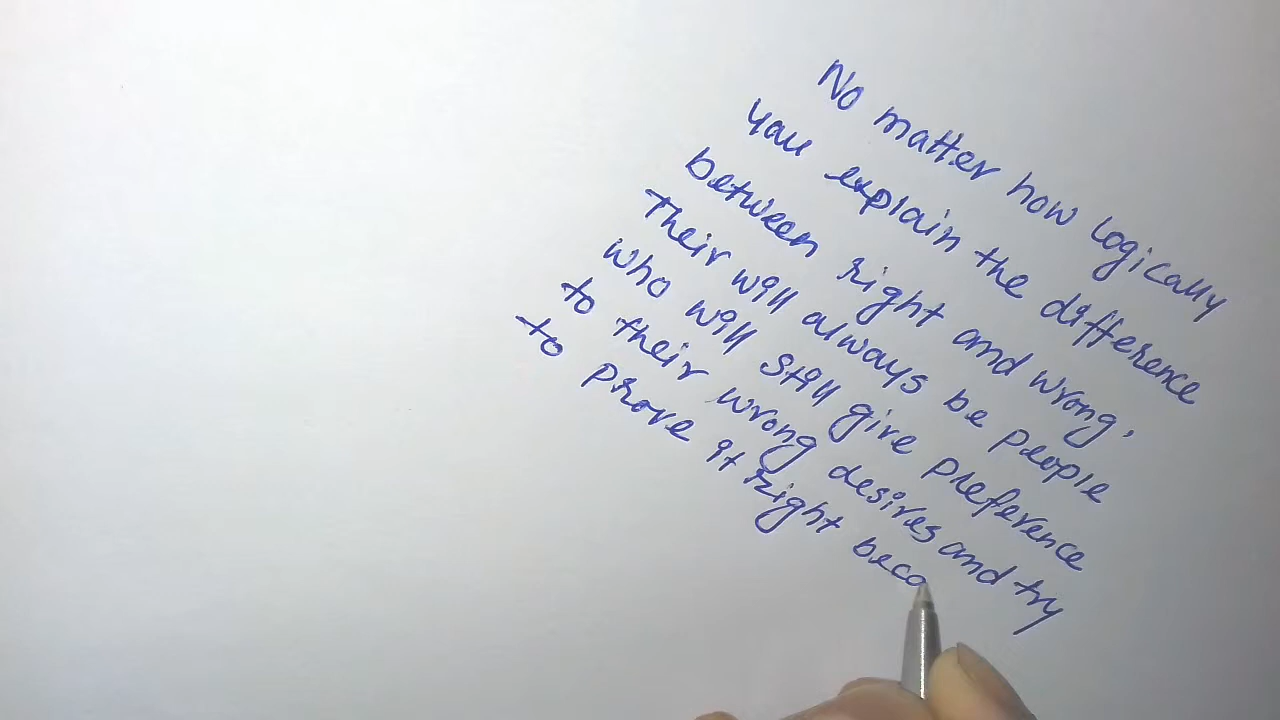 No matter how logically
you explain the difference
between right and wrong,
Their will always be people
who will still give preference
to their wrong desires and try
to prove it right beca